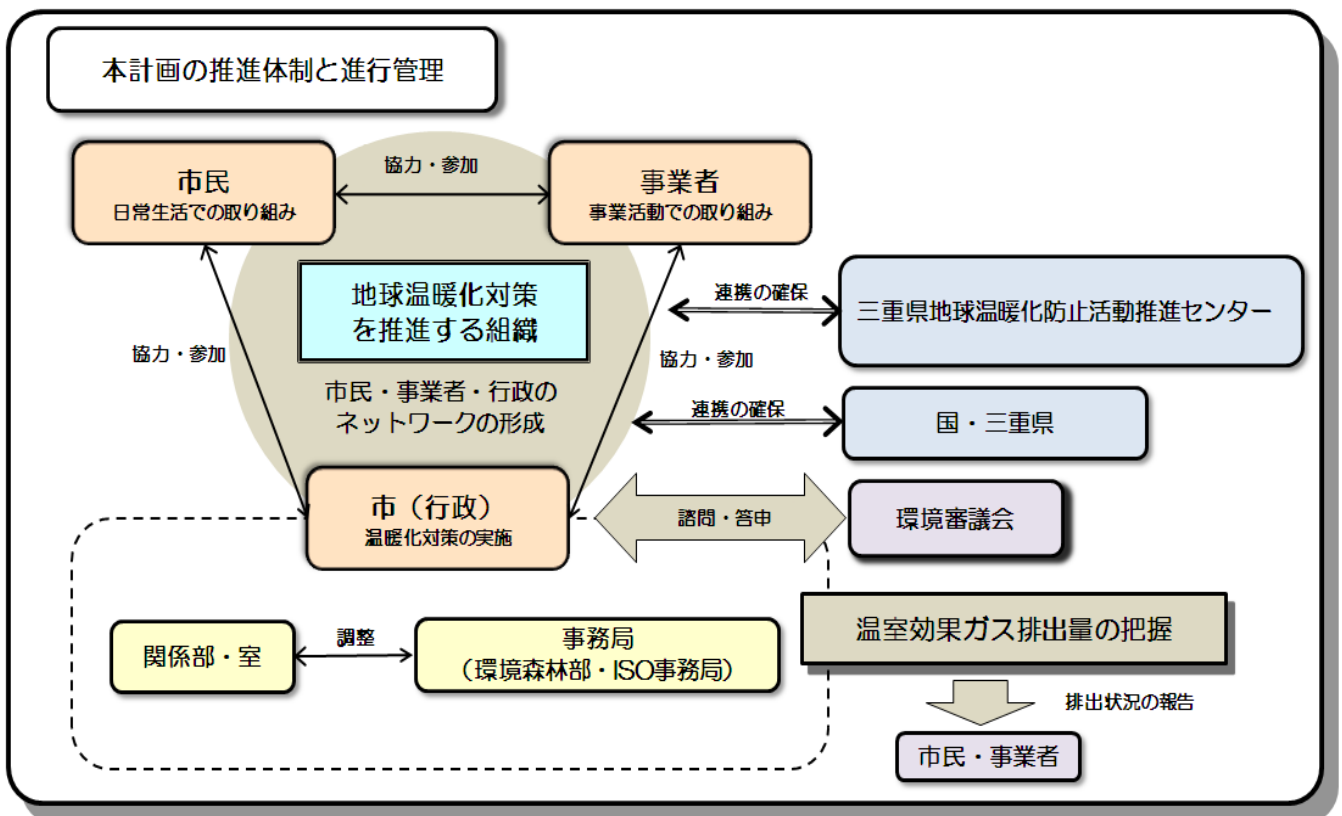 本計画の推進体制と進行管理
市民
日常生活での取り組み
協力・参加
事業者
事業活動での取り組み
地球温暖化対策
を推進する組織
協力・参加
市民・事業者・行政の
ネットワークの形成
協力・参加
連携の確保
三重県地球温暖化防止活動推進センター
連携の確保
国・三重県
市（行政）
温暖化対策の実施
諮問・答申
環境審議会
関係部・室
調整
事務局
（環境森林部・ISO事務局）
温室効果ガス排出量の把握
排出状況の報告
市民・事業者